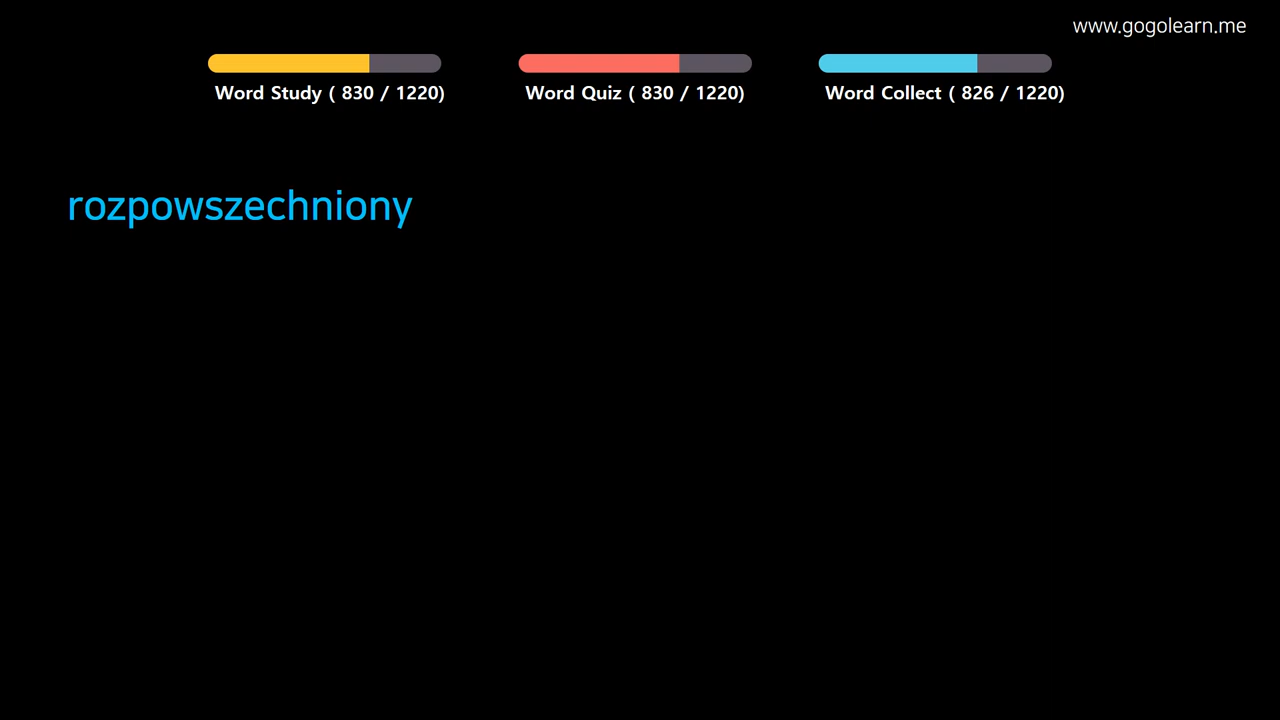 www.gogolearn.me
Word Study ( 830 / 1220)
Word Quiz ( 830 / 1220)
Word Collect ( 826 / 1220)
rozpowszechniony